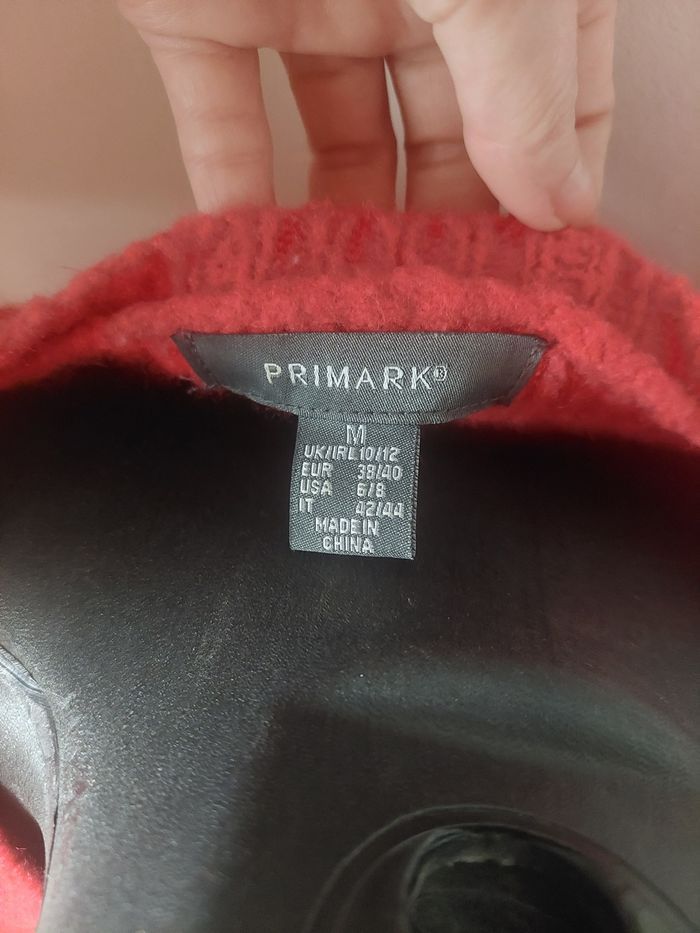 PRIMARK®
M
UK/IRL 10/12
EUR 38/40
USA 6/8
IT 42/44
MADE IN
CHINA